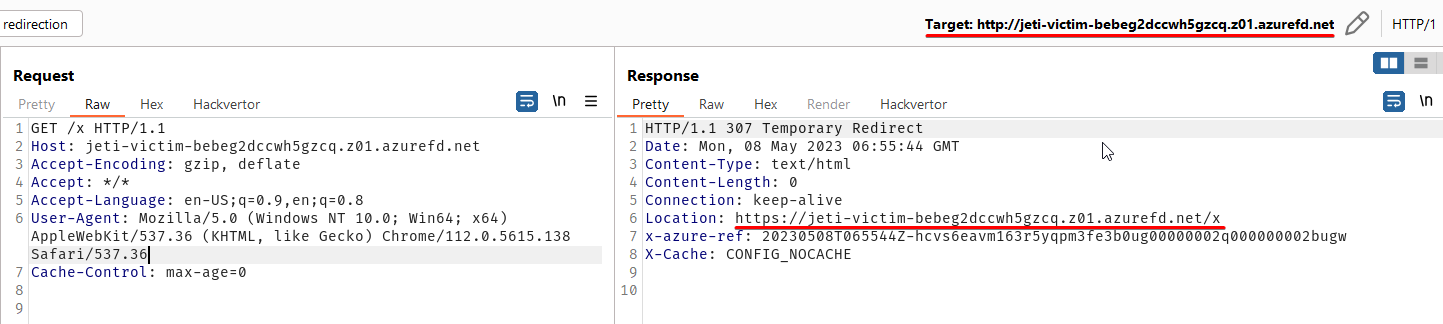 redirection
Target: http://jeti-victim-bebeg2dccwh5gzcq.z01.azurefd.net
HTTP/1
Request
Pretty Raw Hex Hackvertor
\n
1 GET /x HTTP/1.1
2 Host: jeti-victim-bebeg2dccwh5gzcq.z01.azurefd.net
3 Accept-Encoding: gzip, deflate
4 Accept: */*
5 Accept-Language: en-US;q=0.9,en;q=0.8
6 User-Agent: Mozilla/5.0 (Windows NT 10.0; Win64; x64)
AppleWebKit/537.36 (KHTML, like Gecko) Chrome/112.0.5615.138
Safari/537.36
7 Cache-Control: max-age=0
8
9
Response
Pretty Raw Hex Render Hackvertor
\n
1 HTTP/1.1 307 Temporary Redirect
2 Date: Mon, 08 May 2023 06:55:44 GMT
3 Content-Type: text/html
4 Content-Length: 0
5 Connection: keep-alive
6 Location: https://jeti-victim-bebeg2dccwh5gzcq.z01.azurefd.net/x
7 x-azure-ref: 20230508T065544Z-hcvs6eavm163r5yqpm3fe3b0ug00000002q000000002bugw
8 X-Cache: CONFIG_NOCACHE
9
10